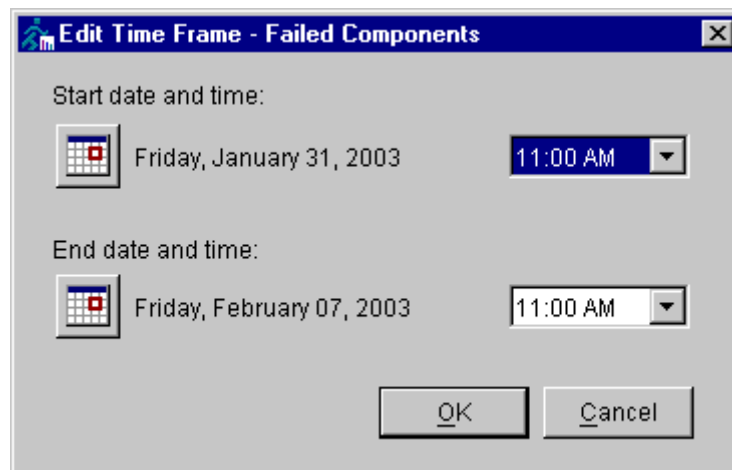 Edit Time Frame - Failed Components
Start date and time:
Friday, January 31, 2003 11:00 AM
End date and time:
Friday, February 07, 2003 11:00 AM
OK Cancel